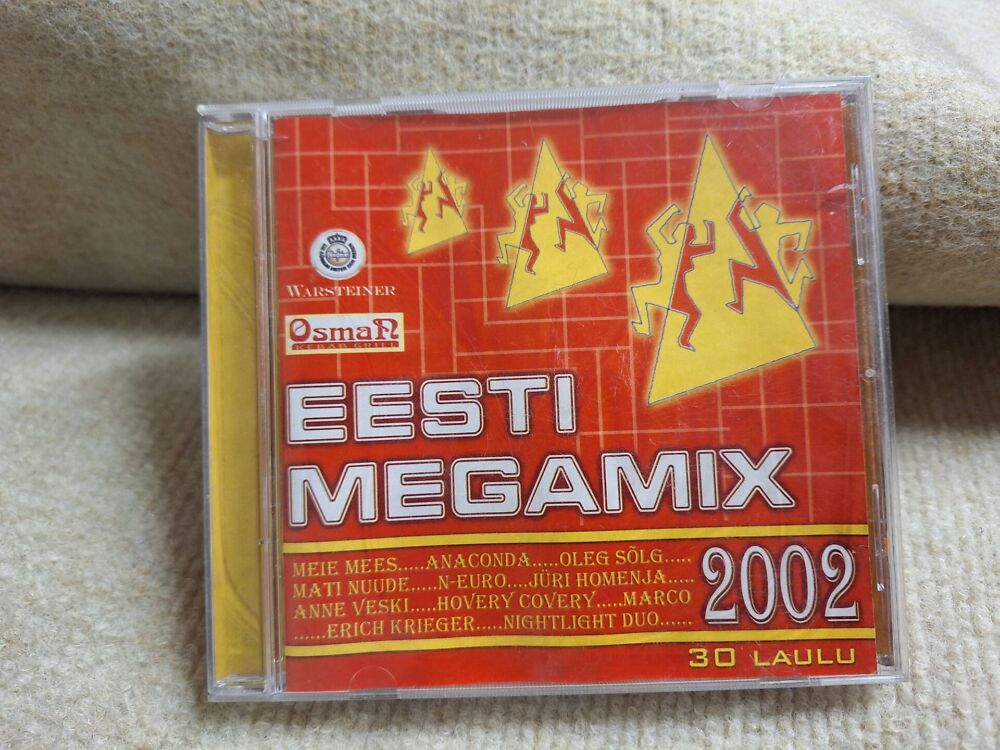 WARSTEINER
OsmaN
KEBAB GRILL
EESTI
MEGAMIX
MEIE MEES.....ANACONDA.....OLEG SÕLG.....
MATI NUUDE....N-EURO....JÜRI HOMENJA.....
ANNE VESKI.....HOVERY COVERY.....MARCO
......ERICH KRIEGER.....NIGHTLIGHT DUO......
2002
30 LAULU